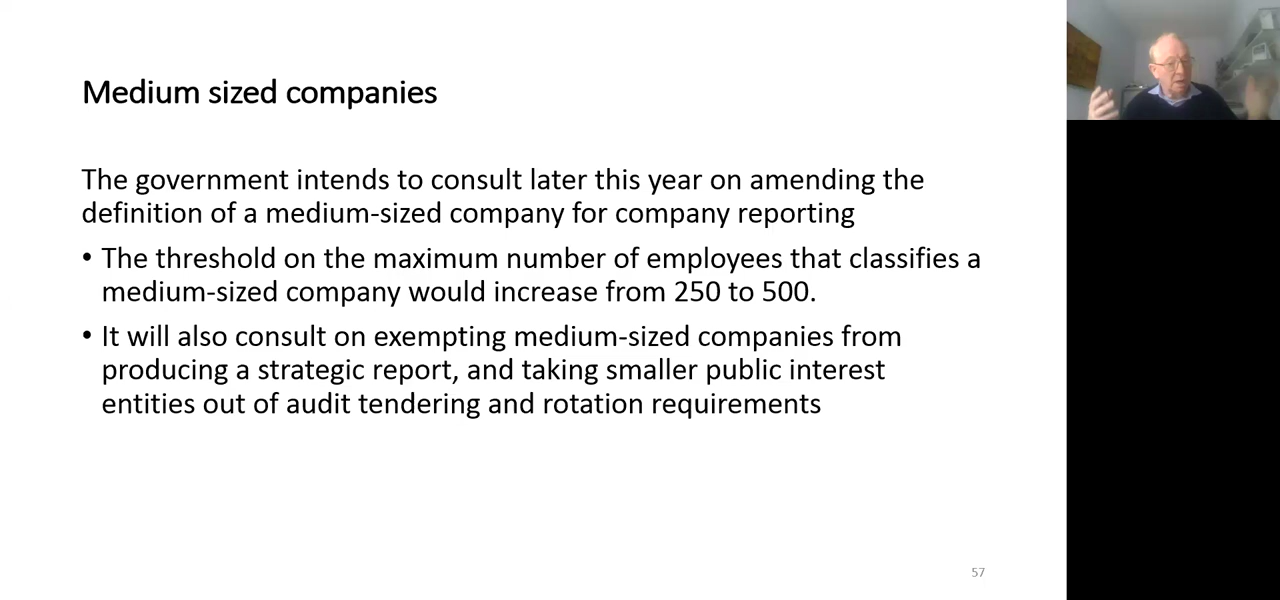 Medium sized companies
The government intends to consult later this year on amending the
definition of a medium-sized company for company reporting
• The threshold on the maximum number of employees that classifies a
medium-sized company would increase from 250 to 500.
• It will also consult on exempting medium-sized companies from
producing a strategic report, and taking smaller public interest
entities out of audit tendering and rotation requirements
57